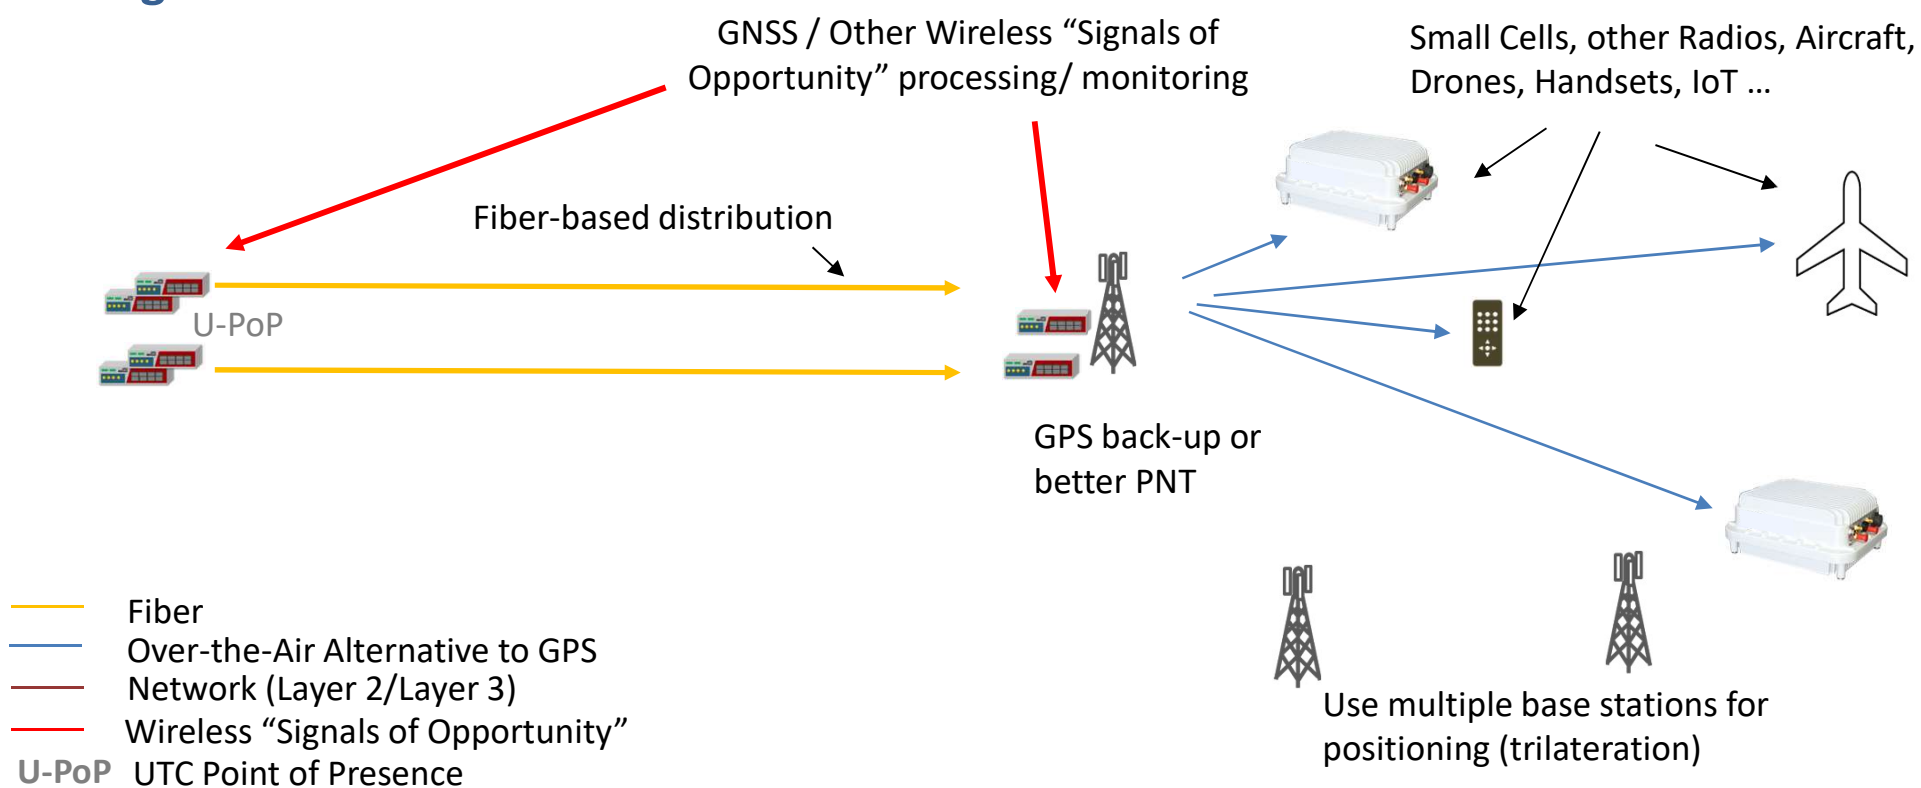 GNSS / Other Wireless “Signals of
Opportunity” processing/ monitoring
Small Cells, other Radios, Aircraft,
Drones, Handsets, IoT ...
Fiber-based distribution
U-PoP
GPS back-up or
better PNT
Fiber
Over-the-Air Alternative to GPS
Network (Layer 2/Layer 3)
Wireless “Signals of Opportunity”
U-PoP UTC Point of Presence
Use multiple base stations for
positioning (trilateration)